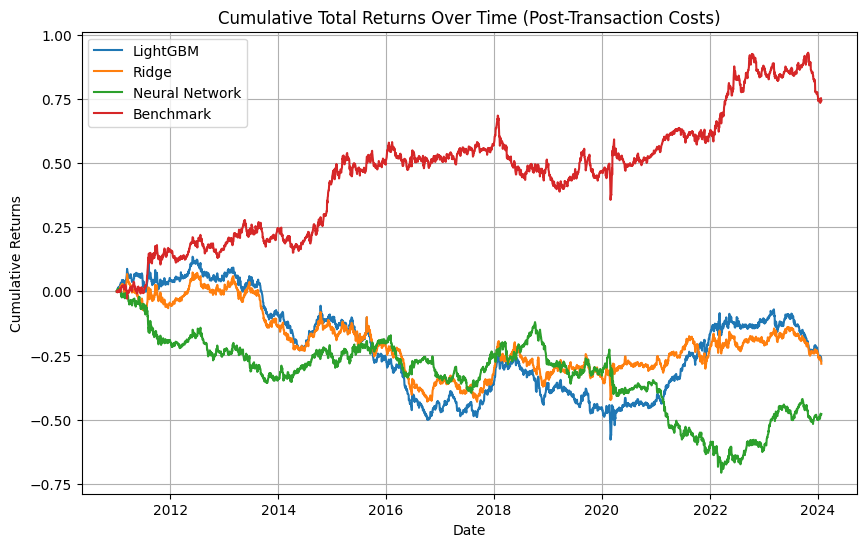 Cumulative Total Returns Over Time (Post-Transaction Costs)
LightGBM
Ridge
Neural Network
Benchmark
Cumulative Returns
1.00
0.75
0.50
0.25
0.00
−0.25
−0.50
−0.75
2012 2014 2016 2018 2020 2022 2024
Date